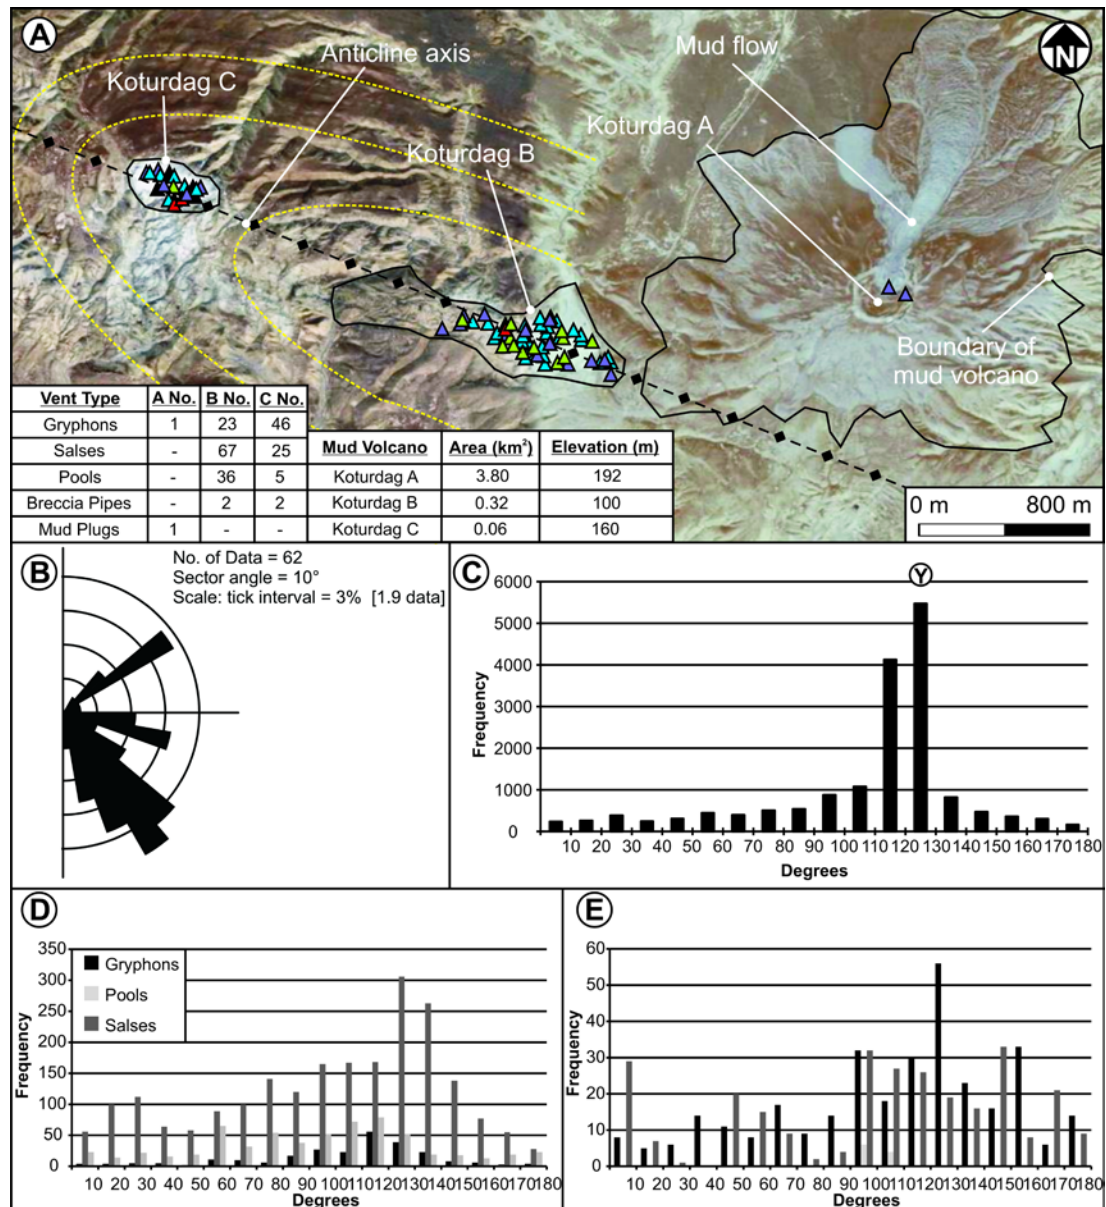 A
N
Anticline axis
Mud flow
Koturdag C
Koturdag A
Koturdag B
Boundary of
mud volcano
Vent Type A No. B No. C No.
Gryphons 1 23 46
Salses - 67 25
Pools - 36 5
Breccia Pipes - 2 2
Mud Plugs 1 - -
Mud Volcano Area (km²) Elevation (m)
Koturdag A 3.80 192
Koturdag B 0.32 100
Koturdag C 0.06 160
0 m 800 m
B
No. of Data = 62
Sector angle = 10°
Scale: tick interval = 3% [1.9 data]
C
Y
6000
5000
4000
3000
2000
1000
0
Frequency
10 20 30 40 50 60 70 80 90 100 110 120 130 140 150 160 170 180
Degrees
D
350
300
250
200
150
100
50
0
Frequency
Gryphons
Pools
Salses
10 20 30 40 50 60 70 80 90 100 110 120 130 140 150 160 170 180
Degrees
E
60
50
40
30
20
10
0
Frequency
10 20 30 40 50 60 70 80 90 100 110 120 130 140 150 160 170 180
Degrees